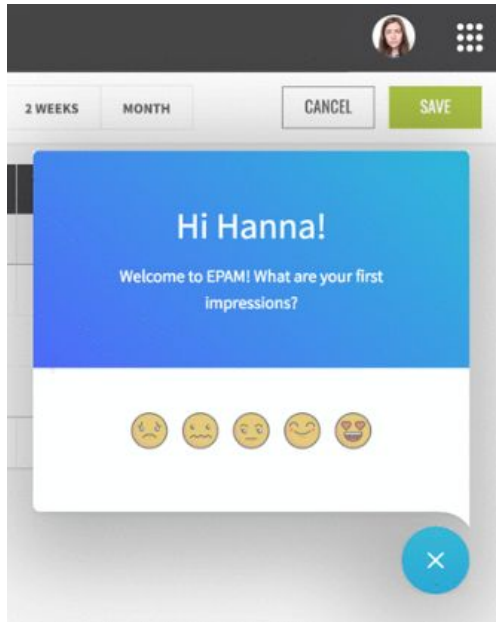 2 WEEKS MONTH CANCEL SAVE
Hi Hanna!
Welcome to EPAM! What are your first
impressions?